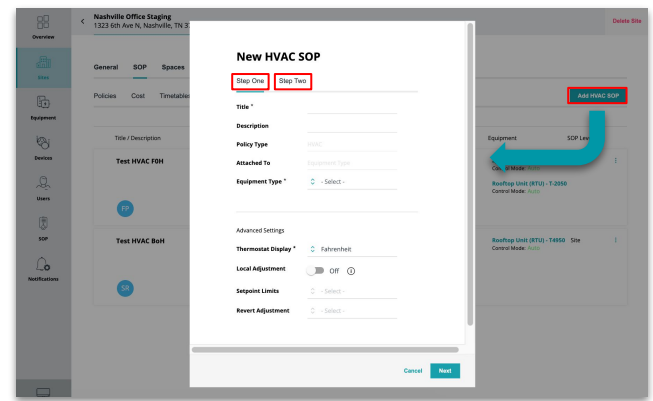 Nashville Office Staging
1323 6th Ave N, Nashville, TN 37
Delete Site
Overview
Sites
Equipment
Devices
Users
SOP
Notifications
General SOP Spaces
Policies Cost Timetables
Add HVAC SOP
Title / Description
Equipment
SOP Level
Test HVAC F0H
FP
Control Mode: Auto
Rooftop Unit (RTU) - T-2050
Control Mode: Auto
Test HVAC BoH
SR
Rooftop Unit (RTU) - T4950 Site
Control Mode: Auto
New HVAC SOP
Step One Step Two
Title *
Description
Policy Type HVAC
Attached To Equipment Type
Equipment Type * - Select -
Advanced Settings
Thermostat Display * Fahrenheit
Local Adjustment Off
Setpoint Limits - Select -
Revert Adjustment - Select -
Cancel Next